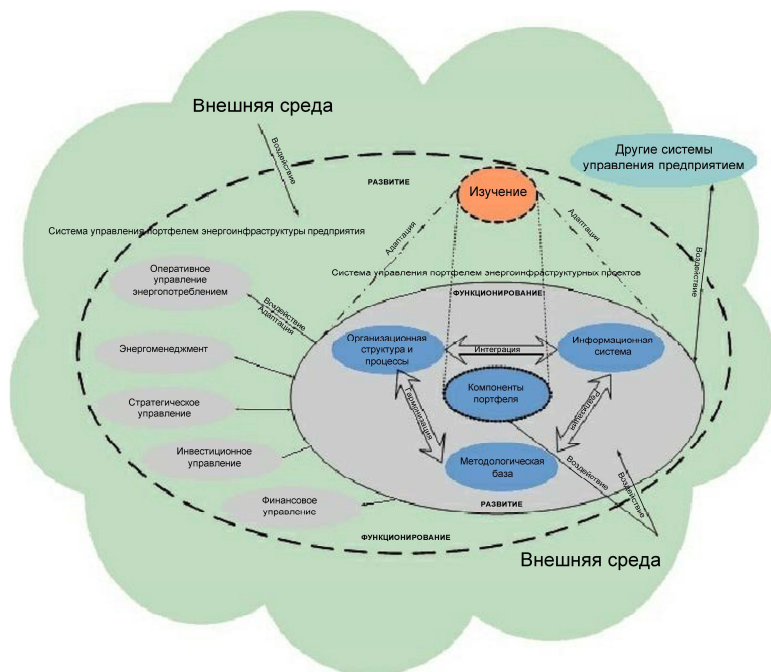 Внешняя среда
Воздействие
Другие системы
управления предприятием
РАЗВИТИЕ
Изучение
Система управления портфелем энергоинфраструктуры предприятия
Адаптация
Адаптация
Воздействие
Оперативное
управление
энергопотреблением
Система управления портфелем энергоинфраструктурных проектов
ФУНКЦИОНИРОВАНИЕ
Воздействие
Адаптация
Организационная
структура и
процессы
Интеграция
Информационная
система
Энергоменеджмент
Компоненты
портфеля
Гармонизация
Реализация
Стратегическое
управление
Инвестиционное
управление
Методологическая
база
Воздействие
Воздействие
Финансовое
управление
РАЗВИТИЕ
ФУНКЦИОНИРОВАНИЕ
Внешняя среда